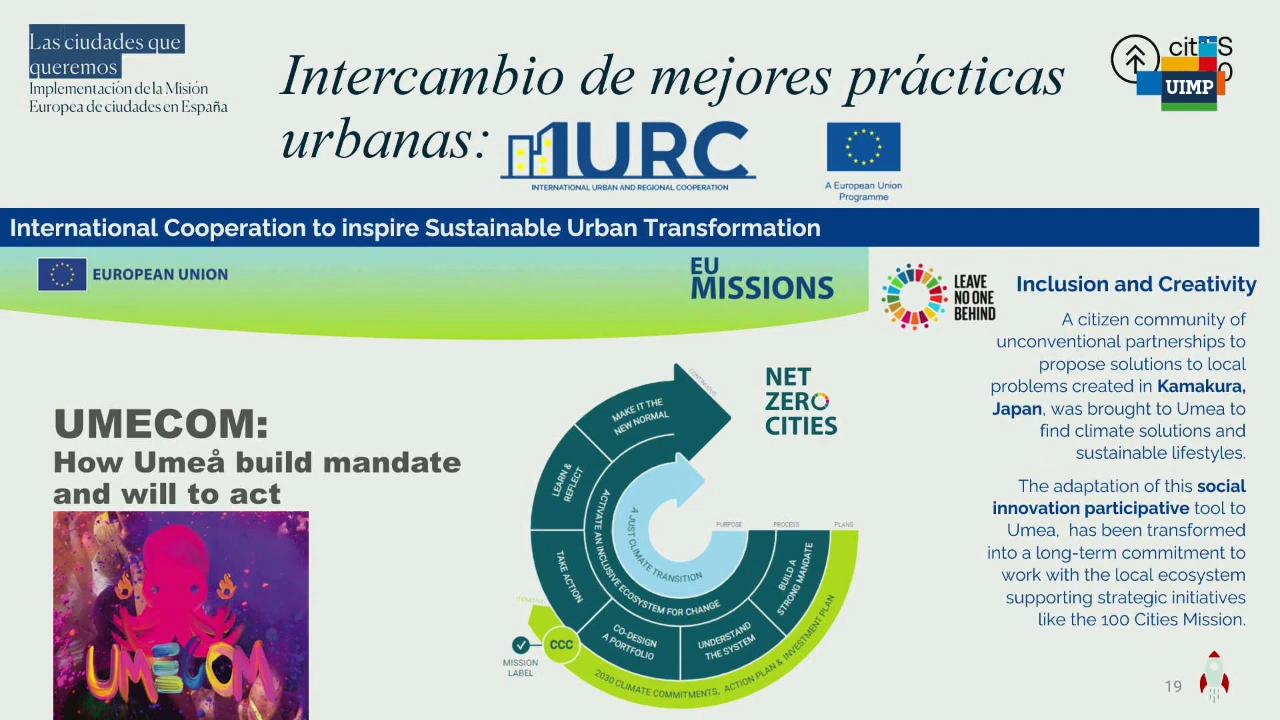 Las ciudades que
queremos
Implementación de la Misión
Europea de ciudades en España
Intercambio de mejores prácticas
urbanas:
IURC
INTERNATIONAL URBAN AND REGIONAL COOPERATION
A European Union
Programme
UIMP
International Cooperation to inspire Sustainable Urban Transformation
EUROPEAN UNION
EU
MISSIONS
LEAVE
NO ONE
BEHIND
Inclusion and Creativity
A citizen community of
unconventional partnerships to
propose solutions to local
problems created in Kamakura,
Japan, was brought to Umea to
find climate solutions and
sustainable lifestyles.
The adaptation of this social
innovation participative tool to
Umea, has been transformed
into a long-term commitment to
work with the local ecosystem
supporting strategic initiatives
like the 100 Cities Mission.
UMECOM:
How Umeå build mandate
and will to act
UMECOM
NET
ZERO
CITIES
CONTINUOUS
MAKE IT THE
NEW NORMAL
LEARN &
REFLECT
TAKE ACTION
CO-DESIGN
A PORTFOLIO
UNDERSTAND
THE SYSTEM
BUILD A
STRONG MANDATE
ACTIVATE AN INCLUSIVE ECOSYSTEM FOR CHANGE
A JUST CLIMATE TRANSITION
PURPOSE
PROCESS
PLANS
2030 CLIMATE COMMITMENTS, ACTION PLAN & INVESTMENT PLAN
CCC
MISSION
LABEL
19